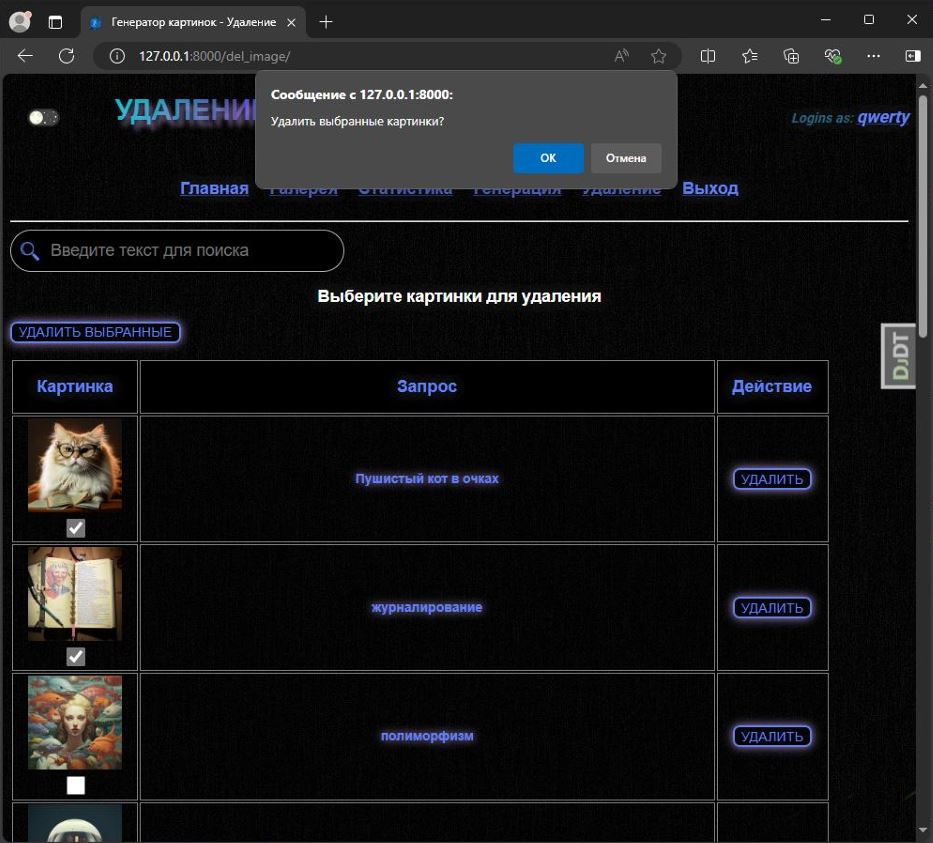 Генератор картинок - Удаление
127.0.0.1:8000/del_image/
Сообщение с 127.0.0.1:8000:
Удалить выбранные картинки?
OK Отмена
УДАЛЕНИ
Logins as: qwerty
Главная Галерея Статистика Генерация Удаление Выход
Введите текст для поиска
Выберите картинки для удаления
УДАЛИТЬ ВЫБРАННЫЕ
DJDT
Картинка Запрос Действие
Пушистый кот в очках УДАЛИТЬ
журналирование УДАЛИТЬ
полиморфизм УДАЛИТЬ